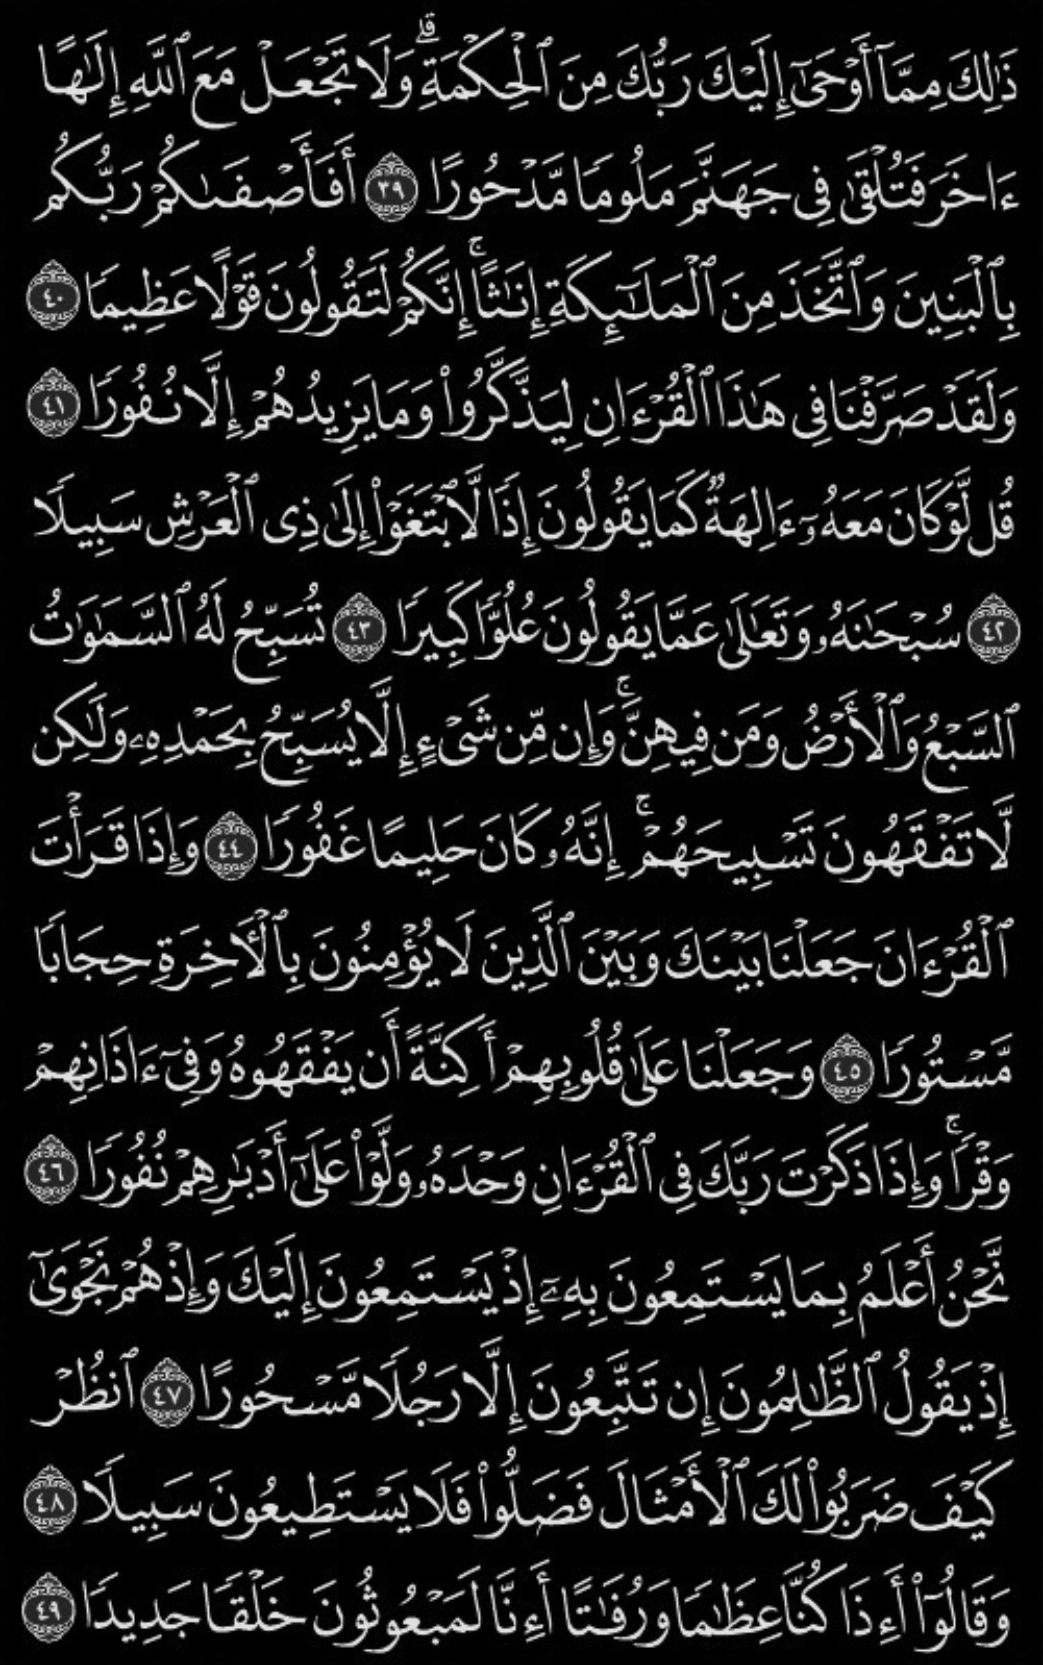 ذَٰلِكَ مِمَّآ أَوْحَىٰٓ إِلَيْكَ رَبُّكَ مِنَ ٱلْحِكْمَةِ ۗ وَلَا تَجْعَلْ مَعَ ٱللَّهِ إِلَٰهًا
ءَاخَرَ فَتُلْقَىٰ فِى جَهَنَّمَ مَلُومًا مَّدْحُورًا ٣٩ أَفَأَصْفَىٰكُمْ رَبُّكُم
بِٱلْبَنِينَ وَٱتَّخَذَ مِنَ ٱلْمَلَٰٓئِكَةِ إِنَٰثًا ۚ إِنَّكُمْ لَتَقُولُونَ قَوْلًا عَظِيمًا ٤٠
وَلَقَدْ صَرَّفْنَا فِى هَٰذَا ٱلْقُرْءَانِ لِيَذَّكَّرُوا۟ وَمَا يَزِيدُهُمْ إِلَّا نُفُورًا ٤١
قُل لَّوْ كَانَ مَعَهُۥٓ ءَالِهَةٌ كَمَا يَقُولُونَ إِذًا لَّٱبْتَغَوْا۟ إِلَىٰ ذِى ٱلْعَرْشِ سَبِيلًا
٤٢ سُبْحَٰنَهُۥ وَتَعَٰلَىٰ عَمَّا يَقُولُونَ عُلُوًّا كَبِيرًا ٤٣ تُسَبِّحُ لَهُ ٱلسَّمَٰوَٰتُ
ٱلسَّبْعُ وَٱلْأَرْضُ وَمَن فِيهِنَّ ۚ وَإِن مِّن شَىْءٍ إِلَّا يُسَبِّحُ بِحَمْدِهِۦ وَلَٰكِن
لَّا تَفْقَهُونَ تَسْبِيحَهُمْ ۚ إِنَّهُۥ كَانَ حَلِيمًا غَفُورًا ٤٤ وَإِذَا قَرَأْتَ
ٱلْقُرْءَانَ جَعَلْنَا بَيْنَكَ وَبَيْنَ ٱلَّذِينَ لَا يُؤْمِنُونَ بِٱلْءَاخِرَةِ حِجَابًا
مَّسْتُورًا ٤٥ وَجَعَلْنَا عَلَىٰ قُلُوبِهِمْ أَكِنَّةً أَن يَفْقَهُوهُ وَفِىٓ ءَاذَانِهِمْ
وَقْرًا ۚ وَإِذَا ذَكَرْتَ رَبَّكَ فِى ٱلْقُرْءَانِ وَحْدَهُۥ وَلَّوْا۟ عَلَىٰٓ أَدْبَٰرِهِمْ نُفُورًا ٤٦
نَّحْنُ أَعْلَمُ بِمَا يَسْتَمِعُونَ بِهِۦٓ إِذْ يَسْتَمِعُونَ إِلَيْكَ وَإِذْ هُمْ نَجْوَىٰٓ
إِذْ يَقُولُ ٱلظَّٰلِمُونَ إِن تَتَّبِعُونَ إِلَّا رَجُلًا مَّسْحُورًا ٤٧ ٱنظُرْ
كَيْفَ ضَرَبُوا۟ لَكَ ٱلْأَمْثَالَ فَضَلُّوا۟ فَلَا يَسْتَطِيعُونَ سَبِيلًا ٤٨
وَقَالُوٓا۟ أَءِذَا كُنَّا عِظَٰمًا وَرُفَٰتًا أَءِنَّا لَمَبْعُوثُونَ خَلْقًا جَدِيدًا ٤٩